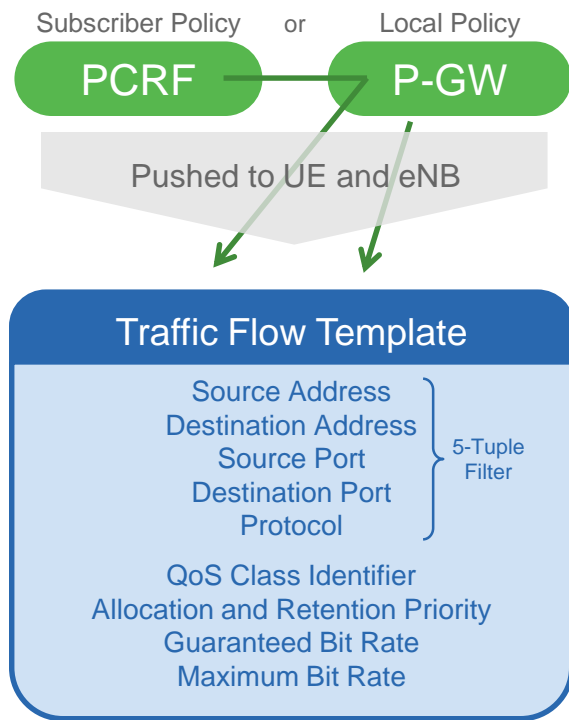 Subscriber Policy or Local Policy
PCRF P-GW
Pushed to UE and eNB
Traffic Flow Template
Source Address
Destination Address
Source Port
Destination Port
Protocol
5-Tuple
Filter
QoS Class Identifier
Allocation and Retention Priority
Guaranteed Bit Rate
Maximum Bit Rate